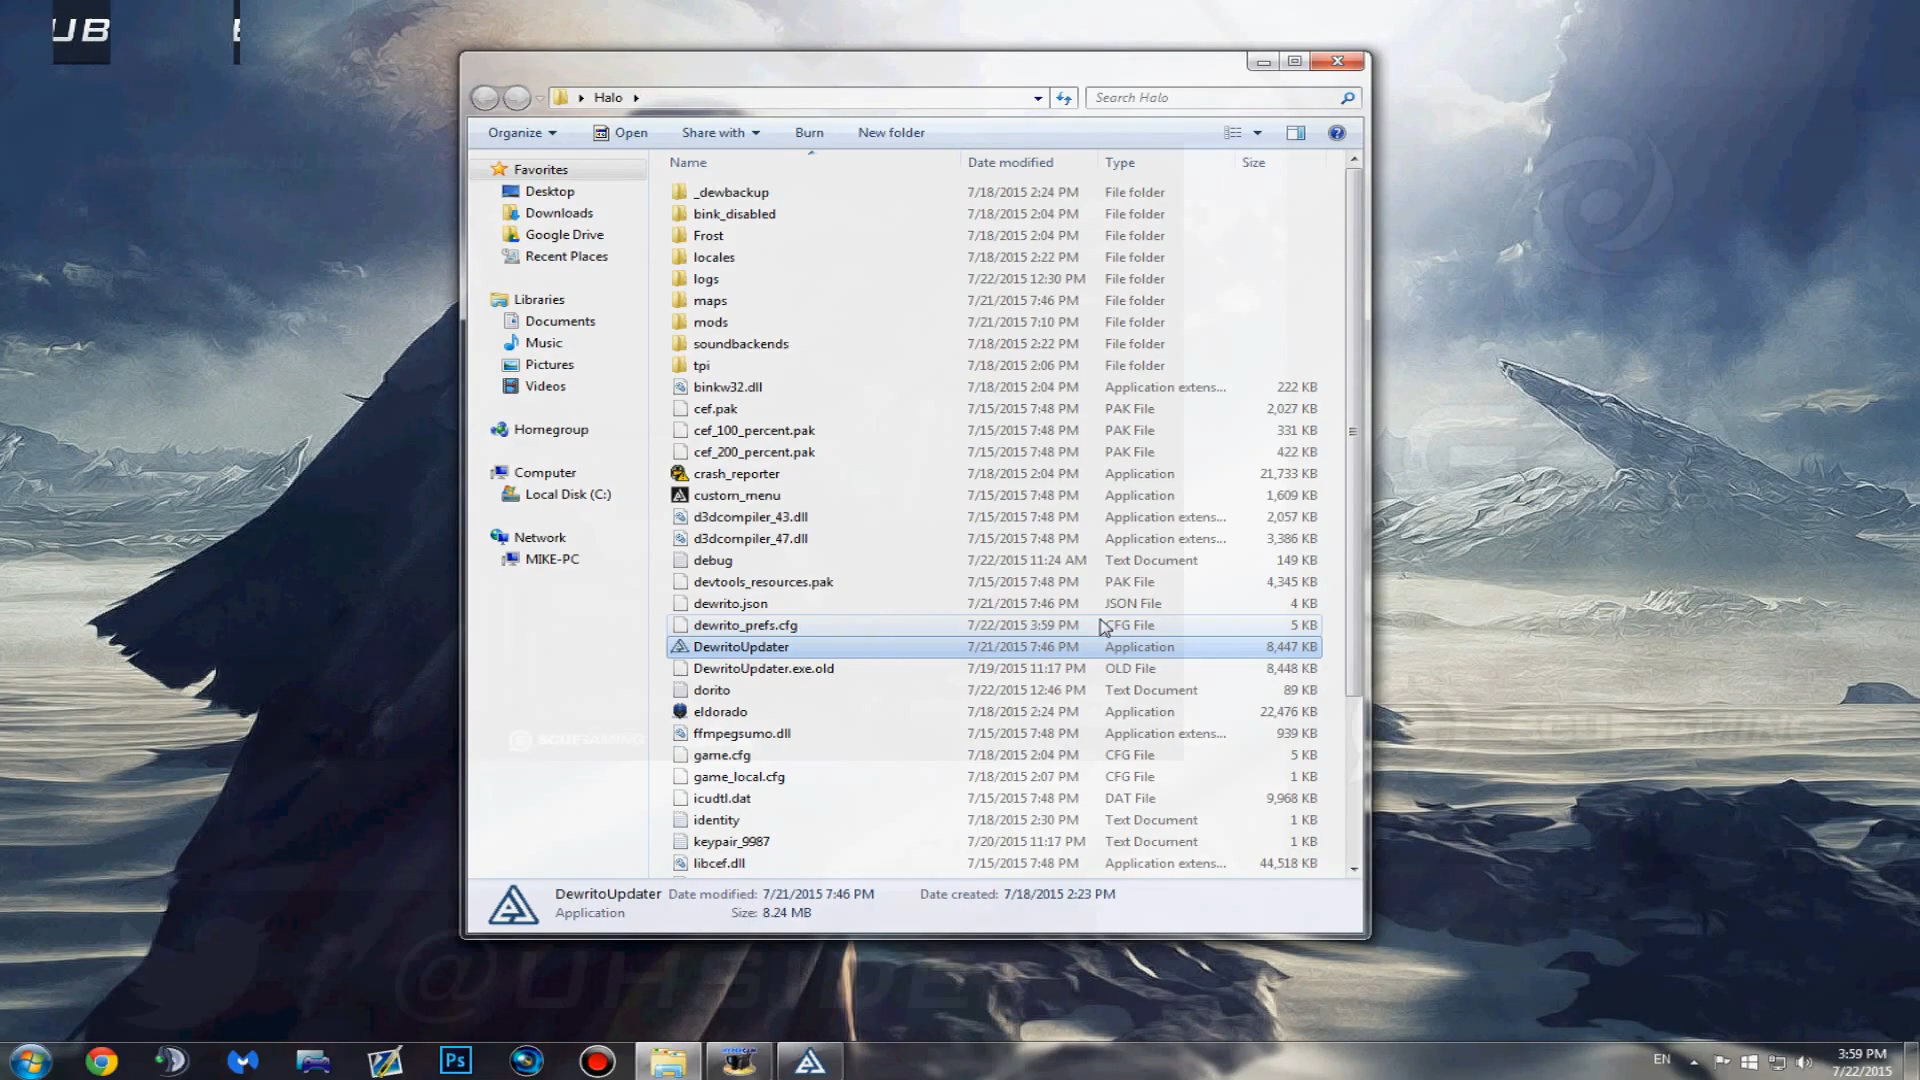 UB
Halo
Search Halo
Organize Open Share with Burn New folder
Name Date modified Type Size
Favorites
Desktop
Downloads
Google Drive
Recent Places
Libraries
Documents
Music
Pictures
Videos
Homegroup
Computer
Local Disk (C:)
Network
MIKE-PC
_dewbackup 7/18/2015 2:24 PM File folder
bink_disabled 7/18/2015 2:04 PM File folder
Frost 7/18/2015 2:04 PM File folder
locales 7/18/2015 2:22 PM File folder
logs 7/22/2015 12:30 PM File folder
maps 7/21/2015 7:46 PM File folder
mods 7/21/2015 7:10 PM File folder
soundbackends 7/18/2015 2:22 PM File folder
tpi 7/18/2015 2:06 PM File folder
binkw32.dll 7/18/2015 2:04 PM Application extens... 222 KB
cef.pak 7/15/2015 7:48 PM PAK File 2,027 KB
cef_100_percent.pak 7/15/2015 7:48 PM PAK File 331 KB
cef_200_percent.pak 7/15/2015 7:48 PM PAK File 422 KB
crash_reporter 7/18/2015 2:04 PM Application 21,733 KB
custom_menu 7/15/2015 7:48 PM Application 1,609 KB
d3dcompiler_43.dll 7/15/2015 7:48 PM Application extens... 2,057 KB
d3dcompiler_47.dll 7/15/2015 7:48 PM Application extens... 3,386 KB
debug 7/22/2015 11:24 AM Text Document 149 KB
devtools_resources.pak 7/15/2015 7:48 PM PAK File 4,345 KB
dewrito.json 7/21/2015 7:46 PM JSON File 4 KB
dewrito_prefs.cfg 7/22/2015 3:59 PM CFG File 5 KB
DewritoUpdater 7/21/2015 7:46 PM Application 8,447 KB
DewritoUpdater.exe.old 7/19/2015 11:17 PM OLD File 8,448 KB
dorito 7/22/2015 12:46 PM Text Document 89 KB
eldorado 7/18/2015 2:24 PM Application 22,476 KB
ffmpegsumo.dll 7/15/2015 7:48 PM Application extens... 939 KB
game.cfg 7/18/2015 2:04 PM CFG File 5 KB
game_local.cfg 7/18/2015 2:07 PM CFG File 1 KB
icudtl.dat 7/15/2015 7:48 PM DAT File 9,968 KB
identity 7/18/2015 2:30 PM Text Document 1 KB
keypair_9987 7/20/2015 11:17 PM Text Document 1 KB
libcef.dll 7/15/2015 7:48 PM Application extens... 44,518 KB
DewritoUpdater Date modified: 7/21/2015 7:46 PM Date created: 7/18/2015 2:23 PM
Application Size: 8.24 MB
Ps
EN
3:59 PM
7/22/2015